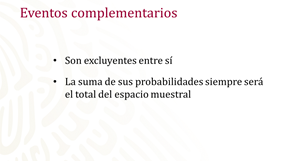 Eventos complementarios
• Son excluyentes entre sí
• La suma de sus probabilidades siempre será
el total del espacio muestral